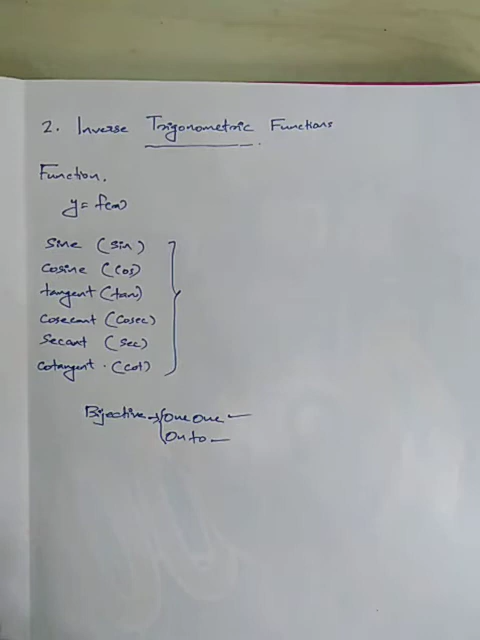 2. Inverse Trigonometric Functions
Function.
y = f(x)
Sine (sin)
Cosine (cos)
tangent (tan)
Cosecant (cosec)
Secant (sec)
cotangent. (cot)
Bijective → one one —
onto —